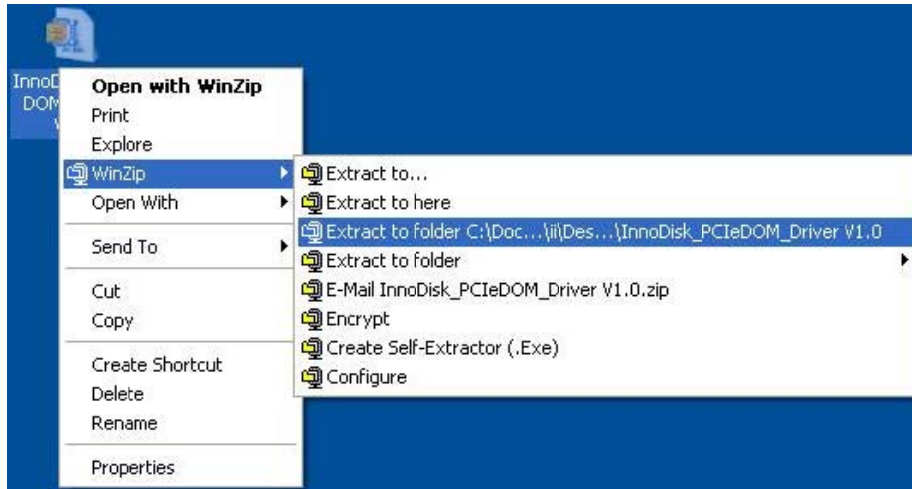 InnoD
DOM
Open with WinZip
Print
Explore
WinZip
Open With
Send To
Cut
Copy
Create Shortcut
Delete
Rename
Properties
Extract to...
Extract to here
Extract to folder C:\Doc...\ii\Des...\InnoDisk_PCIeDOM_Driver V1.0
Extract to folder
E-Mail InnoDisk_PCIeDOM_Driver V1.0.zip
Encrypt
Create Self-Extractor (.Exe)
Configure